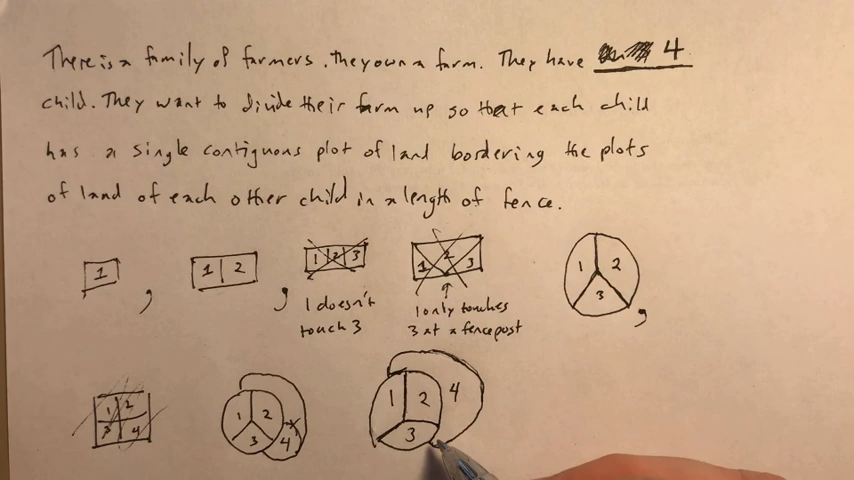 There is a family of farmers. they own a farm. They have 4
child. They want to divide their farm up so that each child
has a single contiguous plot of land bordering the plots
of land of each other child in a length of fence.
1 , 1 2 , 1 2 3 1 2 3 1 2 3 ,
1 doesn't
touch 3
1 only touches
3 at a fence post
1 2 3 4
1 2 3 4
1 2 3 4